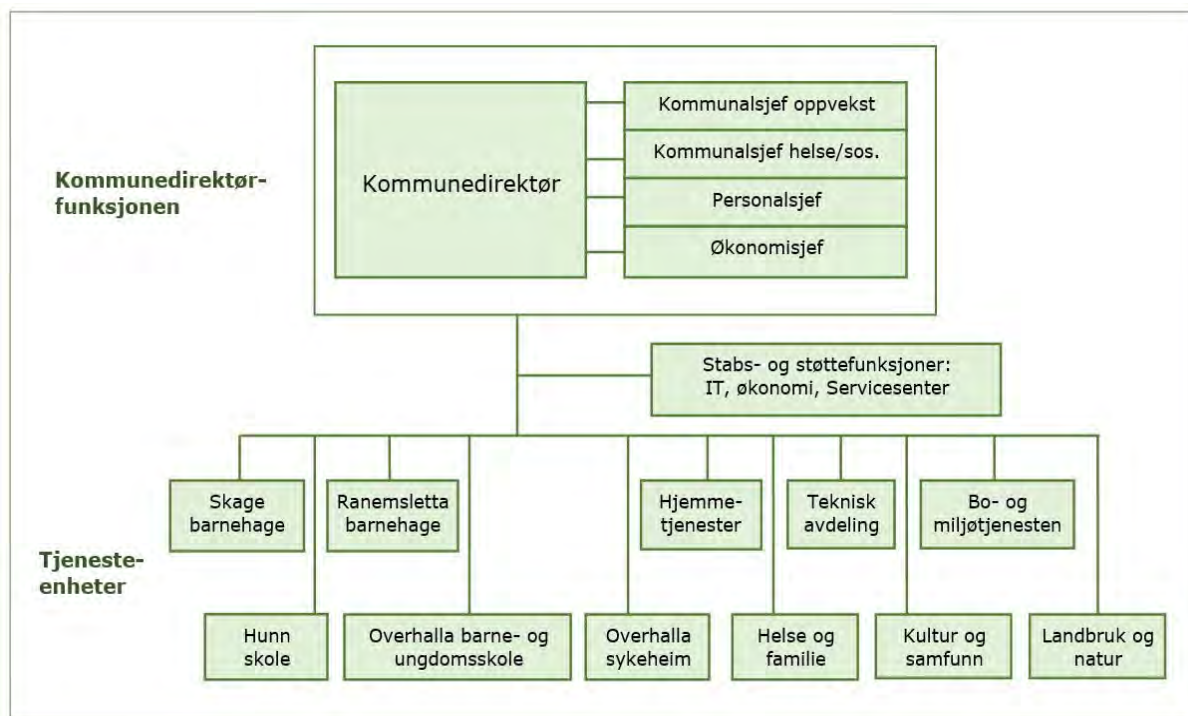 Kommunedirektør-
funksjonen
Kommunedirektør
Kommunalsjef oppvekst
Kommunalsjef helse/sos.
Personalsjef
Økonomisjef
Stabs- og støttefunksjoner:
IT, økonomi, Servicesenter
Tjeneste-
enheter
Skage
barnehage
Ranemsletta
barnehage
Hjemme-
tjenester
Teknisk
avdeling
Bo- og
miljøtjenesten
Hunn
skole
Overhalla barne- og
ungdomsskole
Overhalla
sykeheim
Helse og
familie
Kultur og
samfunn
Landbruk og
natur